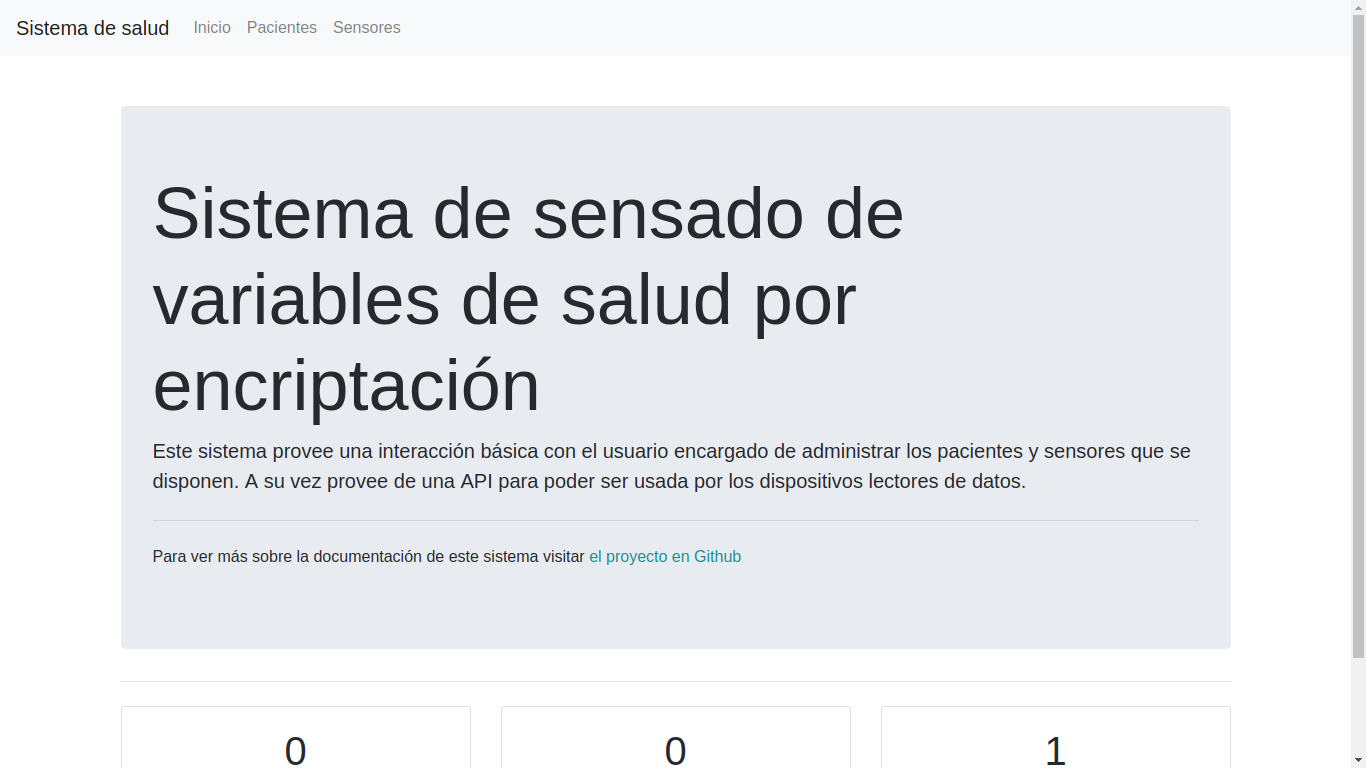 Sistema de salud Inicio Pacientes Sensores
Sistema de sensado de
variables de salud por
encriptación
Este sistema provee una interacción básica con el usuario encargado de administrar los pacientes y sensores que se
disponen. A su vez provee de una API para poder ser usada por los dispositivos lectores de datos.
Para ver más sobre la documentación de este sistema visitar el proyecto en Github
0 0 1